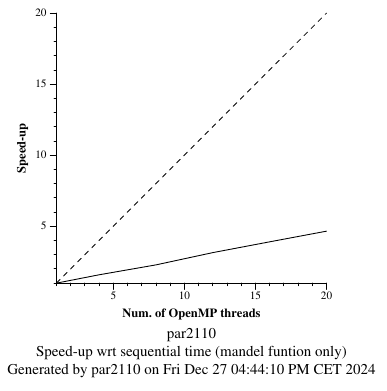 20
15
10
5
Speed-up
5
10
15
20
Num. of OpenMP threads
par2110
Speed-up wrt sequential time (mandel funtion only)
Generated by par2110 on Fri Dec 27 04:44:10 PM CET 2024